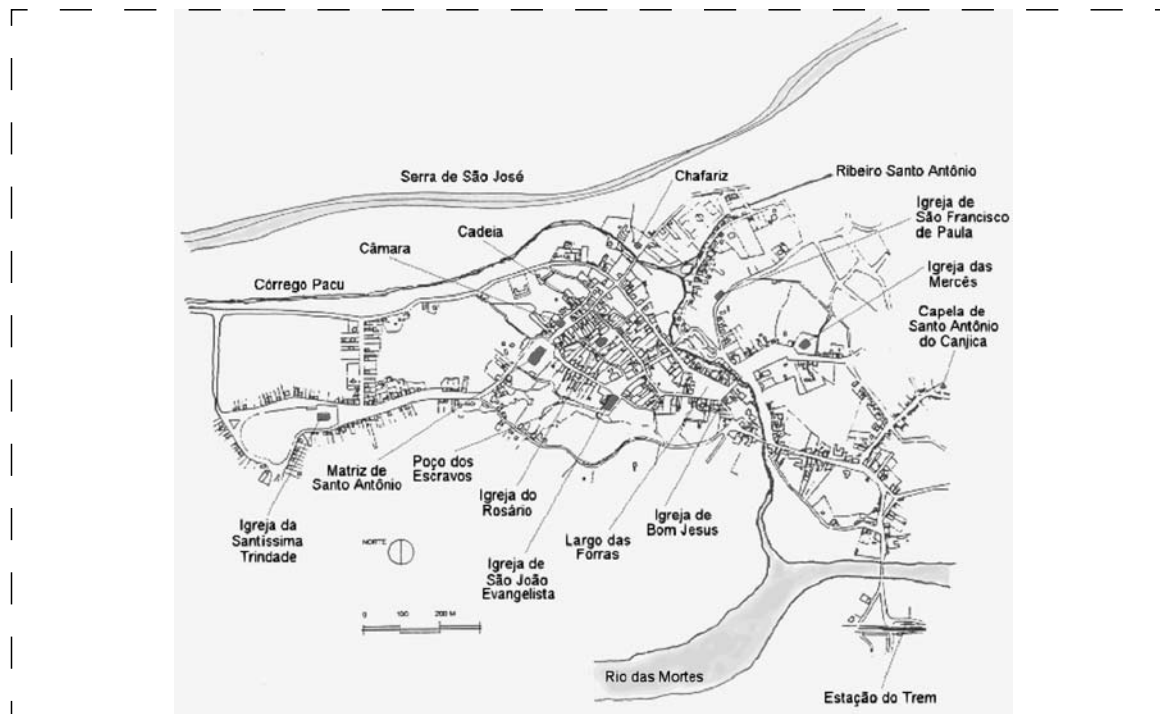 Serra de São José
Chafariz
Ribeiro Santo Antônio
Igreja de
São Francisco
de Paula
Cadeia
Câmara
Igreja das
Mercês
Córrego Pacu
Capela de
Santo Antônio
do Canjica
Matriz de
Santo Antônio
Poço dos
Escravos
Igreja do
Rosário
Igreja da
Santíssima
Trindade
NORTE
Igreja de
São João
Evangelista
Largo das
Fôrras
Igreja de
Bom Jesus
0 100 200 M
Rio das Mortes
Estação do Trem